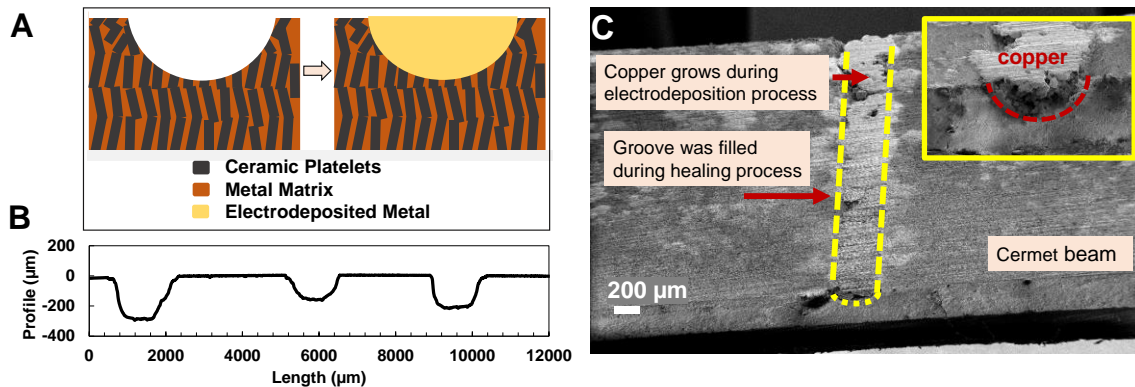 A
Ceramic Platelets
Metal Matrix
Electrodeposited Metal
B
Profile (µm)
200
0
-200
-400
0 2000 4000 6000 8000 10000 12000
Length (µm)
C
Copper grows during
electrodeposition process
Groove was filled
during healing process
copper
Cermet beam
200 µm